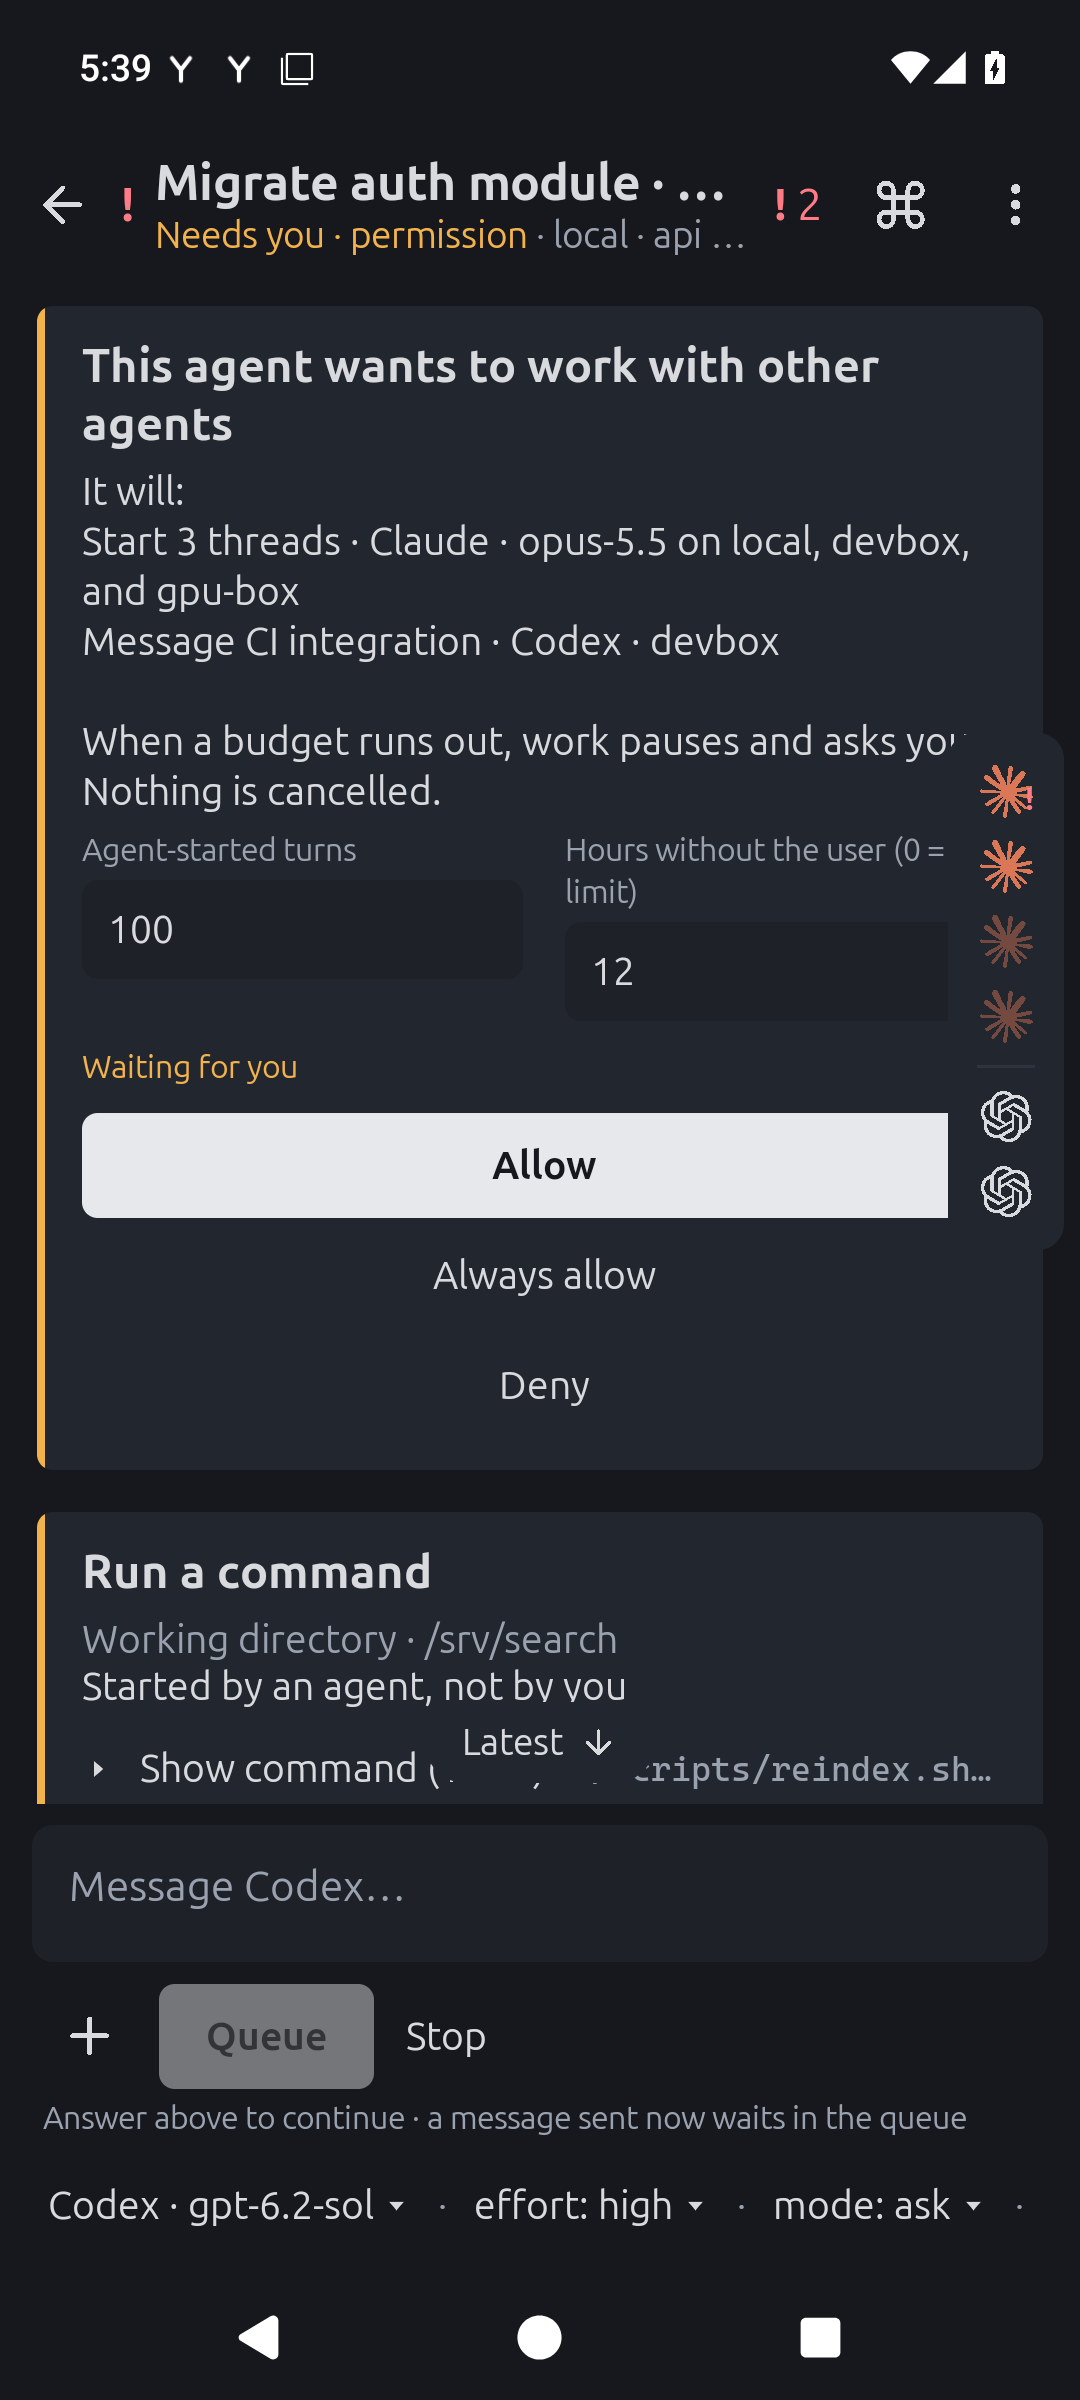 5:39
! Migrate auth module · … ! 2
Needs you · permission · local · api …
This agent wants to work with other
agents
It will:
Start 3 threads · Claude · opus-5.5 on local, devbox,
and gpu-box
Message CI integration · Codex · devbox
When a budget runs out, work pauses and asks you
Nothing is cancelled.
Agent-started turns
100
Hours without the user (0 =
limit)
12
Waiting for you
Allow
Always allow
Deny
Run a command
Working directory · /srv/search
Started by an agent, not by you
Show command
Latest
Message Codex…
Queue Stop
Answer above to continue · a message sent now waits in the queue
Codex · gpt-6.2-sol · effort: high · mode: ask ·